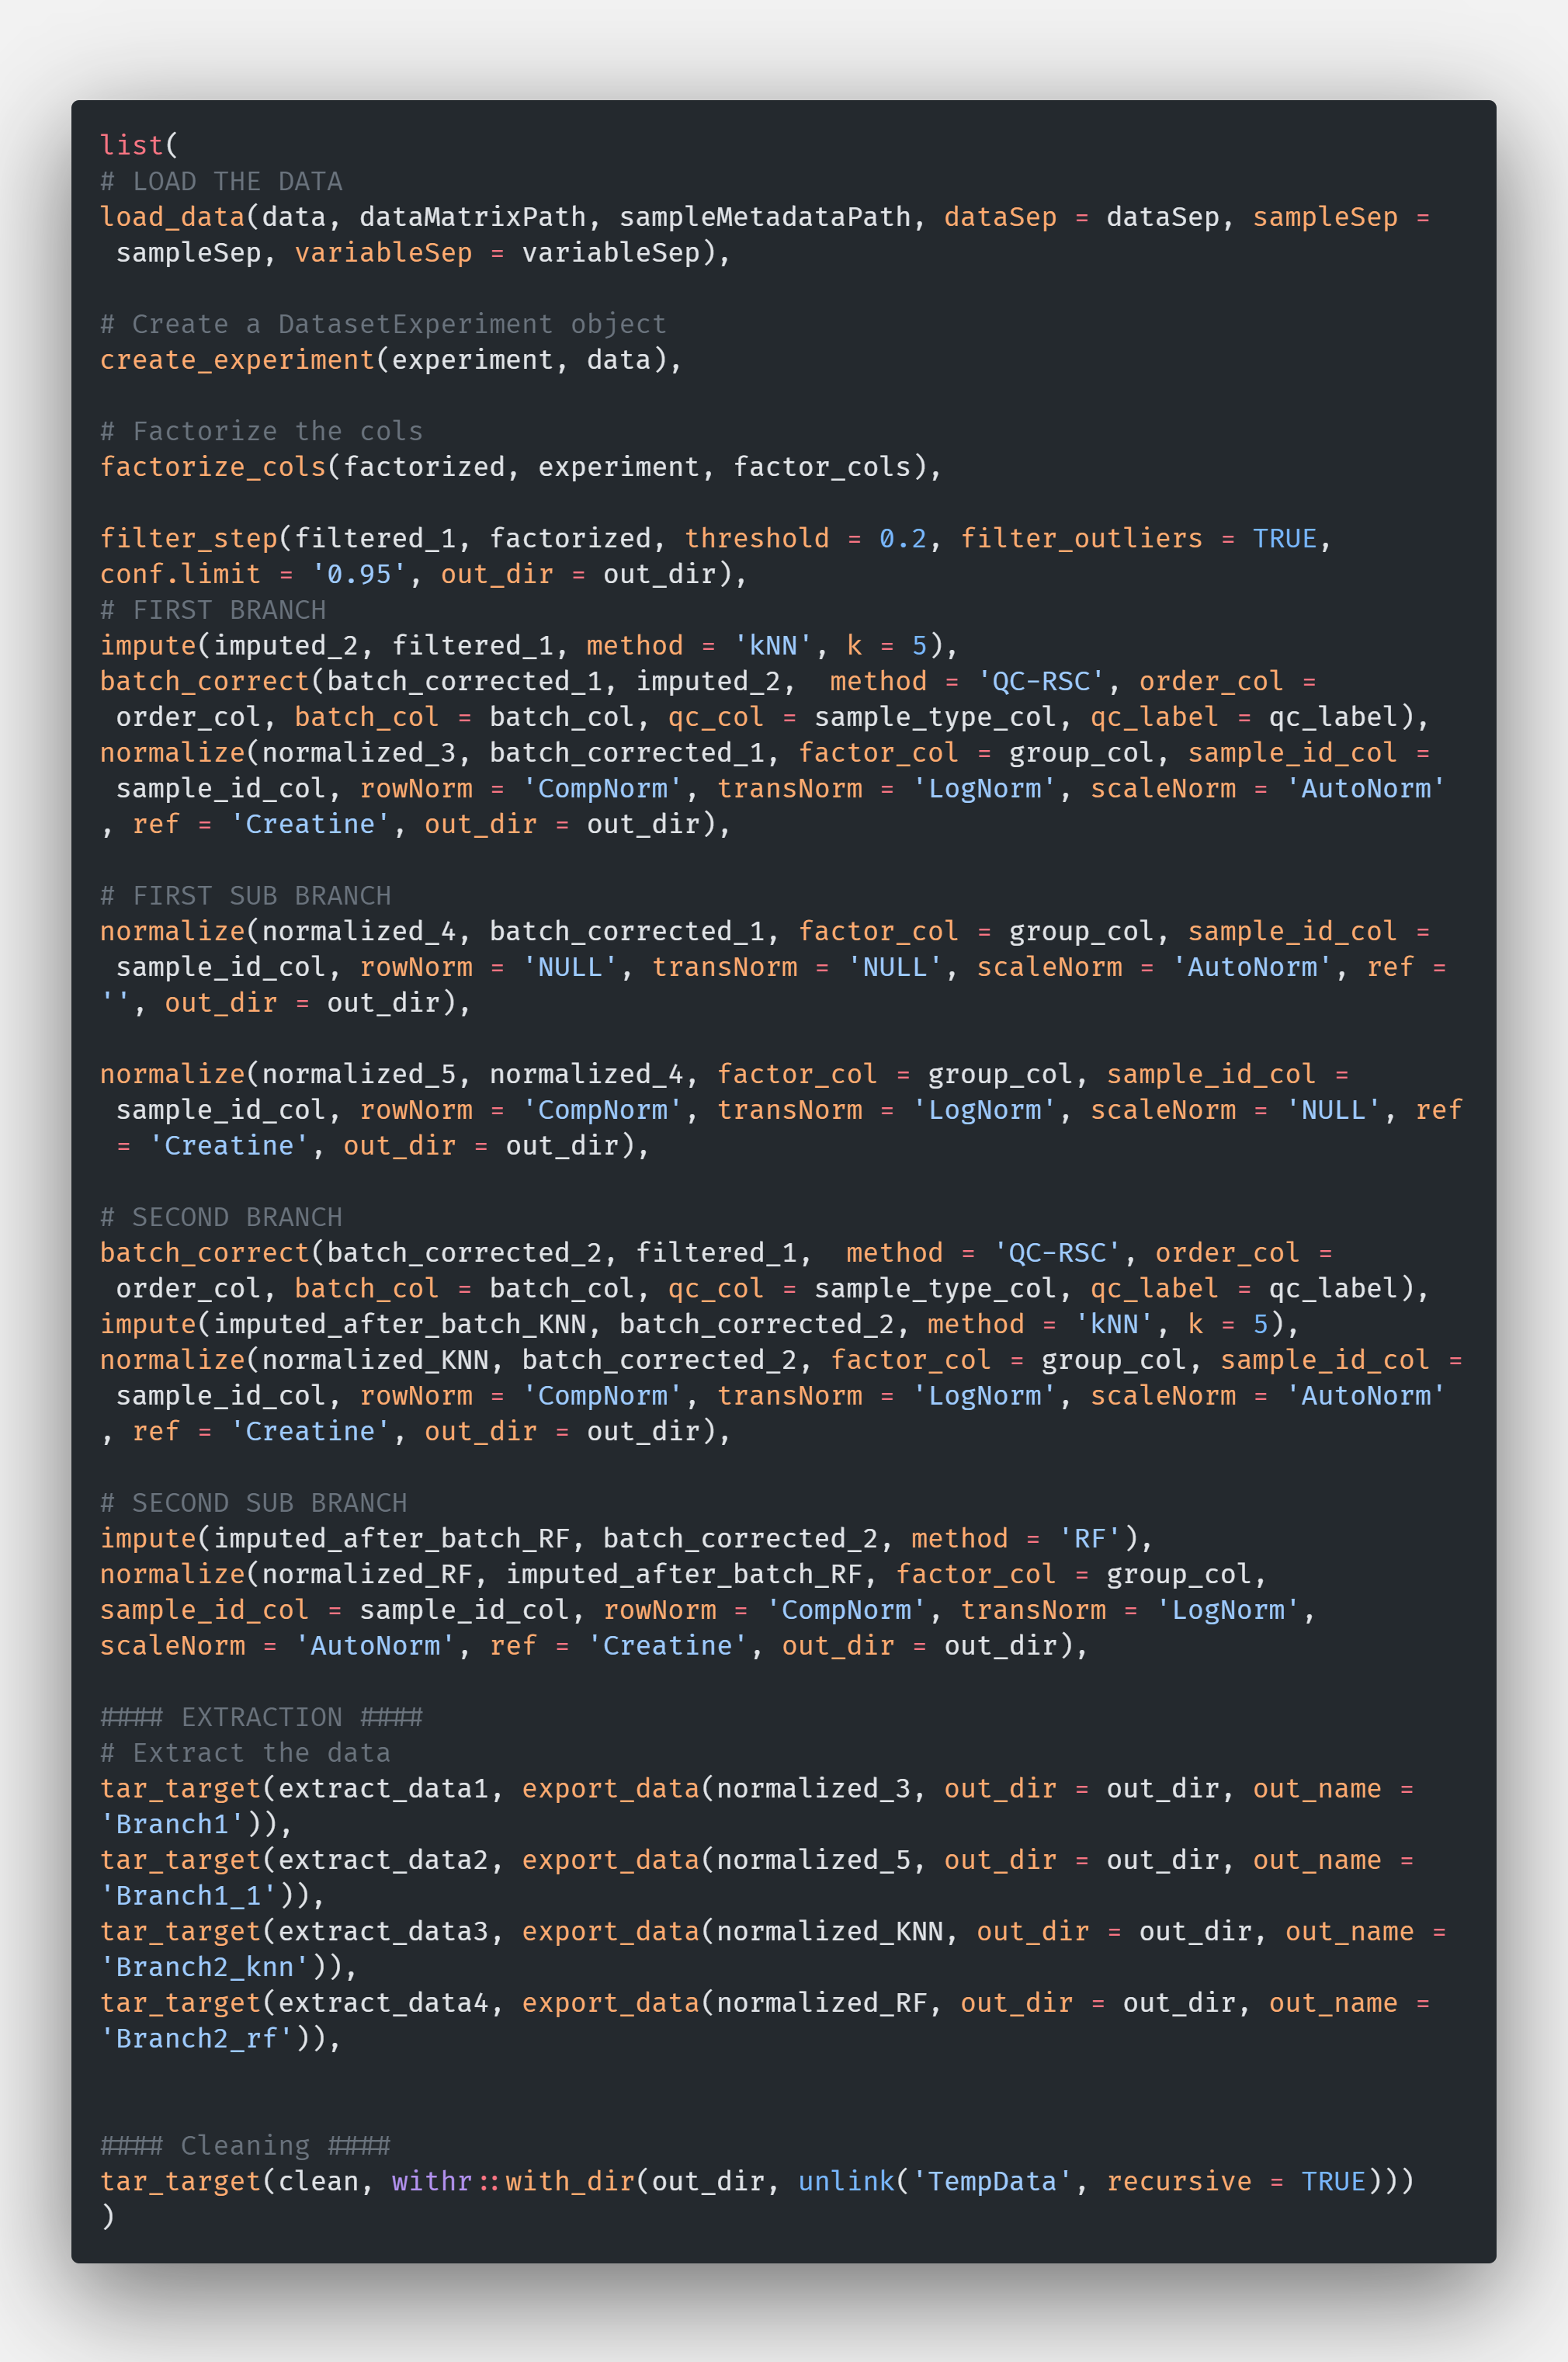 list(
# LOAD THE DATA
load_data(data, dataMatrixPath, sampleMetadataPath, dataSep = dataSep, sampleSep =
 sampleSep, variableSep = variableSep),

# Create a DatasetExperiment object
create_experiment(experiment, data),

# Factorize the cols
factorize_cols(factorized, experiment, factor_cols),

filter_step(filtered_1, factorized, threshold = 0.2, filter_outliers = TRUE,
conf.limit = '0.95', out_dir = out_dir),
# FIRST BRANCH
impute(imputed_2, filtered_1, method = 'kNN', k = 5),
batch_correct(batch_corrected_1, imputed_2,  method = 'QC-RSC', order_col =
 order_col, batch_col = batch_col, qc_col = sample_type_col, qc_label = qc_label),
normalize(normalized_3, batch_corrected_1, factor_col = group_col, sample_id_col =
 sample_id_col, rowNorm = 'CompNorm', transNorm = 'LogNorm', scaleNorm = 'AutoNorm'
, ref = 'Creatine', out_dir = out_dir),

# FIRST SUB BRANCH
normalize(normalized_4, batch_corrected_1, factor_col = group_col, sample_id_col =
 sample_id_col, rowNorm = 'NULL', transNorm = 'NULL', scaleNorm = 'AutoNorm', ref =
'', out_dir = out_dir),

normalize(normalized_5, normalized_4, factor_col = group_col, sample_id_col =
 sample_id_col, rowNorm = 'CompNorm', transNorm = 'LogNorm', scaleNorm = 'NULL', ref
 = 'Creatine', out_dir = out_dir),

# SECOND BRANCH
batch_correct(batch_corrected_2, filtered_1,  method = 'QC-RSC', order_col =
 order_col, batch_col = batch_col, qc_col = sample_type_col, qc_label = qc_label),
impute(imputed_after_batch_KNN, batch_corrected_2, method = 'kNN', k = 5),
normalize(normalized_KNN, batch_corrected_2, factor_col = group_col, sample_id_col =
 sample_id_col, rowNorm = 'CompNorm', transNorm = 'LogNorm', scaleNorm = 'AutoNorm'
, ref = 'Creatine', out_dir = out_dir),

# SECOND SUB BRANCH
impute(imputed_after_batch_RF, batch_corrected_2, method = 'RF'),
normalize(normalized_RF, imputed_after_batch_RF, factor_col = group_col,
sample_id_col = sample_id_col, rowNorm = 'CompNorm', transNorm = 'LogNorm',
scaleNorm = 'AutoNorm', ref = 'Creatine', out_dir = out_dir),

#### EXTRACTION ####
# Extract the data
tar_target(extract_data1, export_data(normalized_3, out_dir = out_dir, out_name =
'Branch1')),
tar_target(extract_data2, export_data(normalized_5, out_dir = out_dir, out_name =
'Branch1_1')),
tar_target(extract_data3, export_data(normalized_KNN, out_dir = out_dir, out_name =
'Branch2_knn')),
tar_target(extract_data4, export_data(normalized_RF, out_dir = out_dir, out_name =
'Branch2_rf')),

#### Cleaning ####
tar_target(clean, withr::with_dir(out_dir, unlink('TempData', recursive = TRUE)))
)